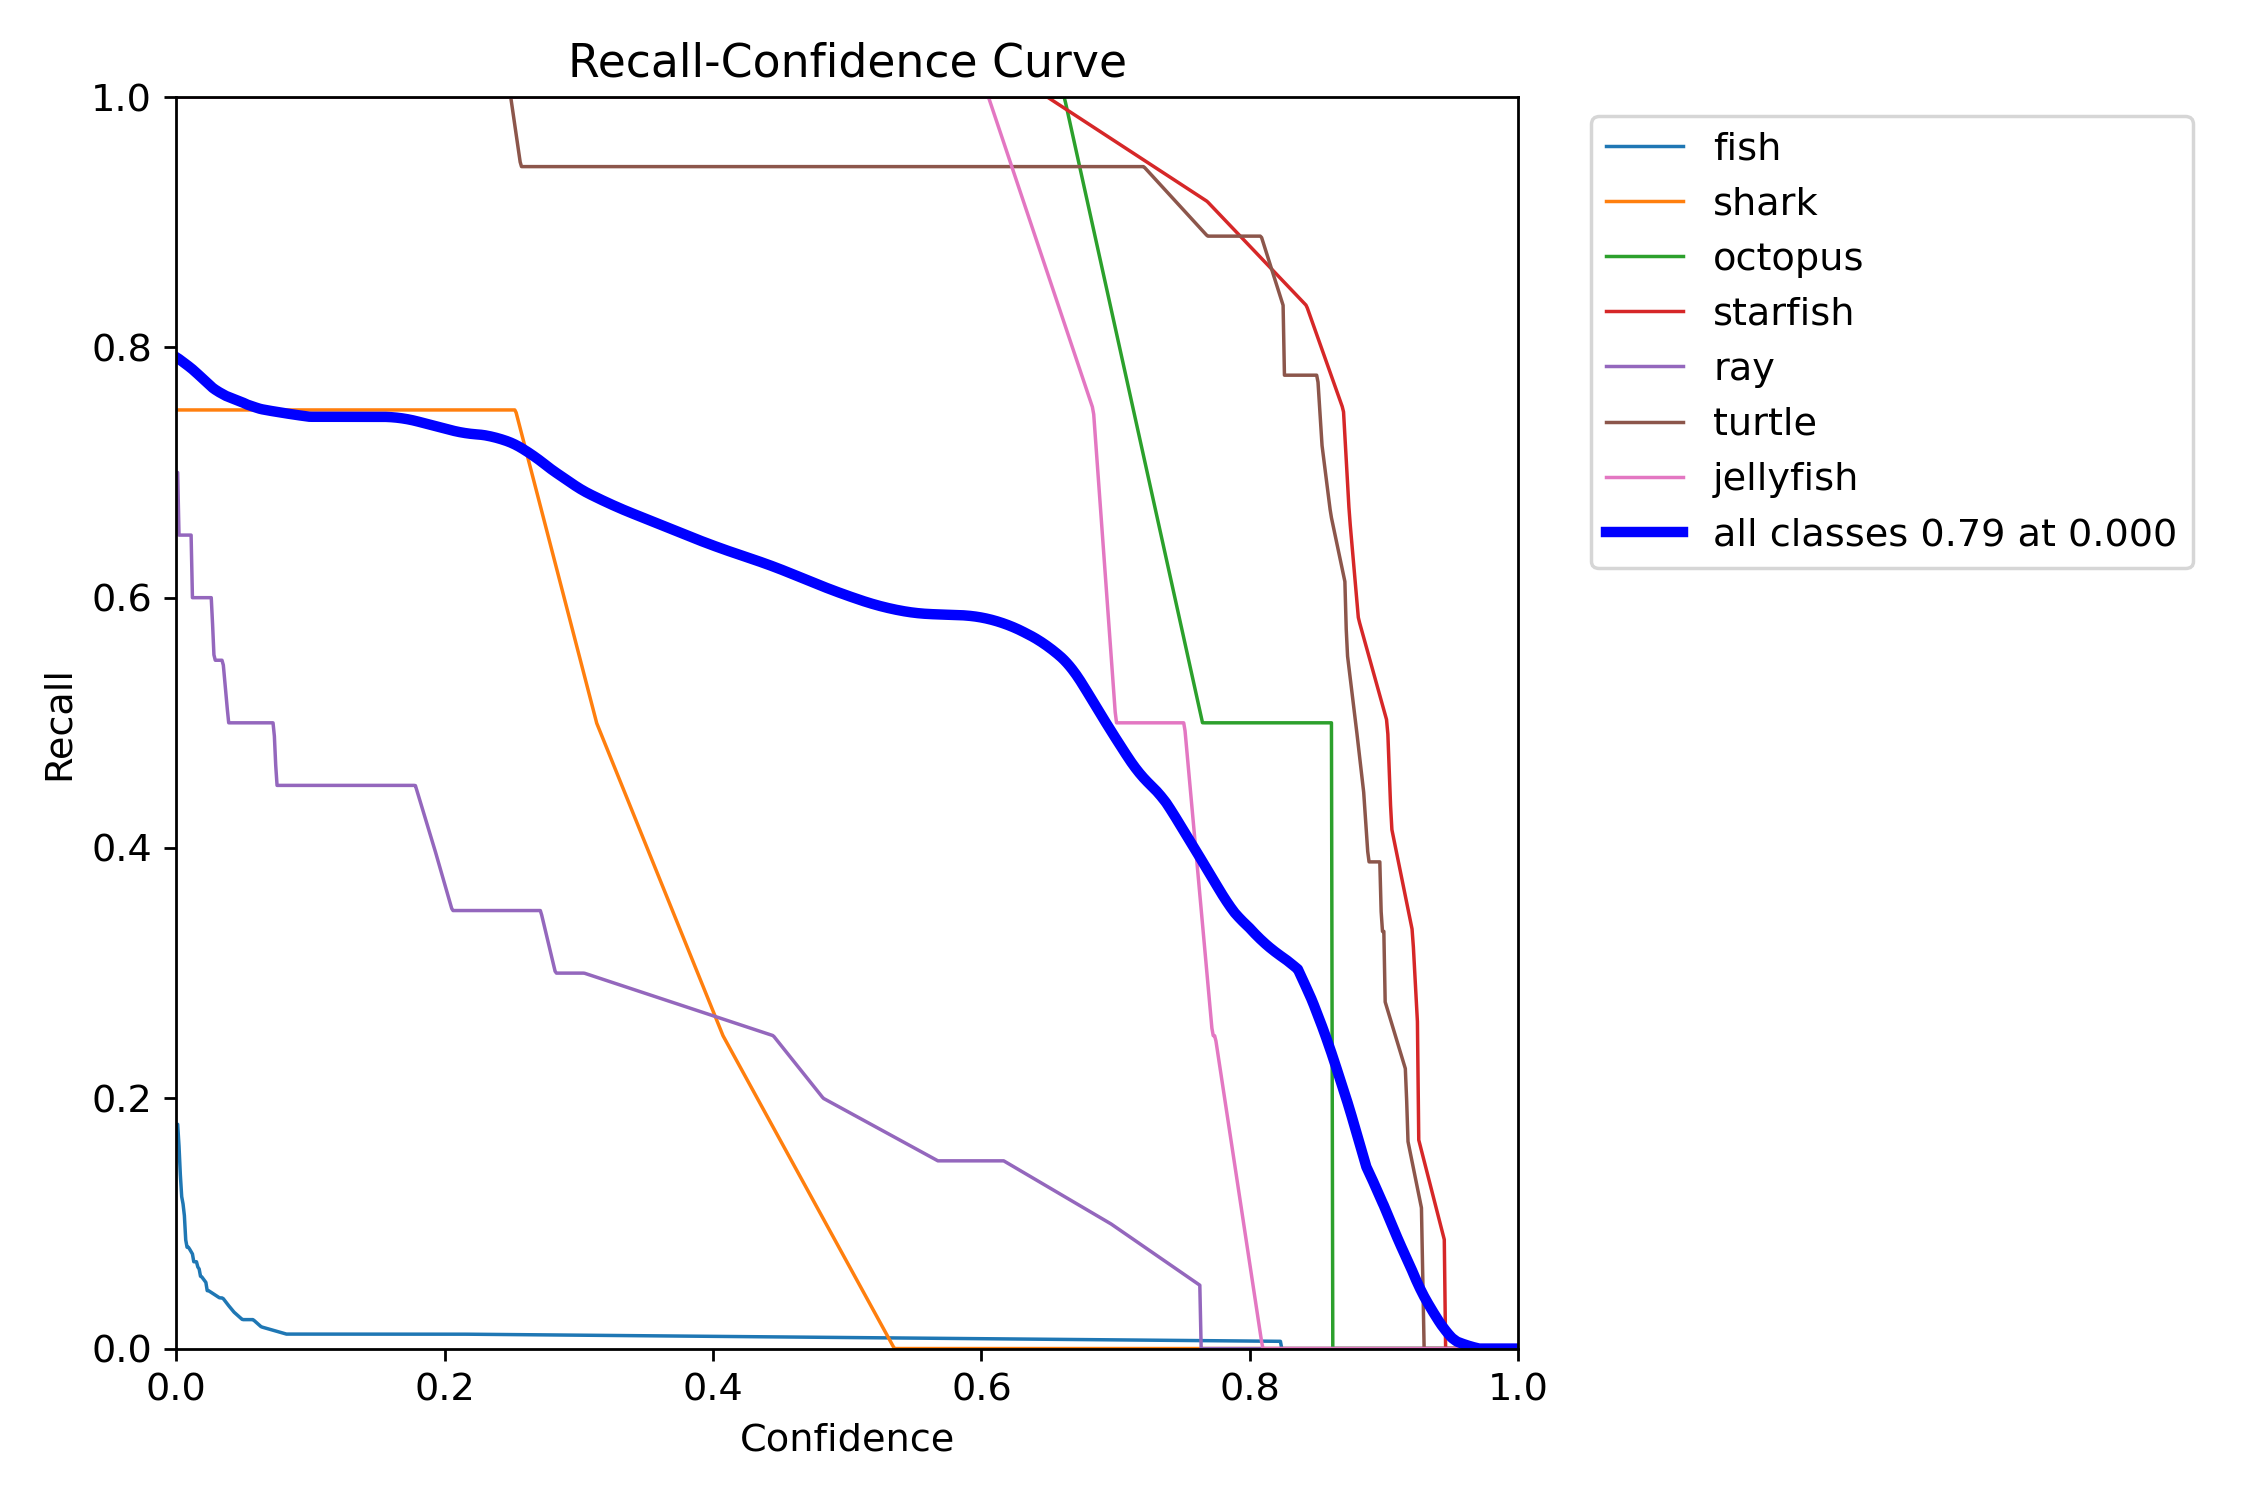 Recall-Confidence Curve
1.0
0.8
0.6
0.4
0.2
0.0
Recall
0.0 0.2 0.4 0.6 0.8 1.0
Confidence
fish
shark
octopus
starfish
ray
turtle
jellyfish
all classes 0.79 at 0.000